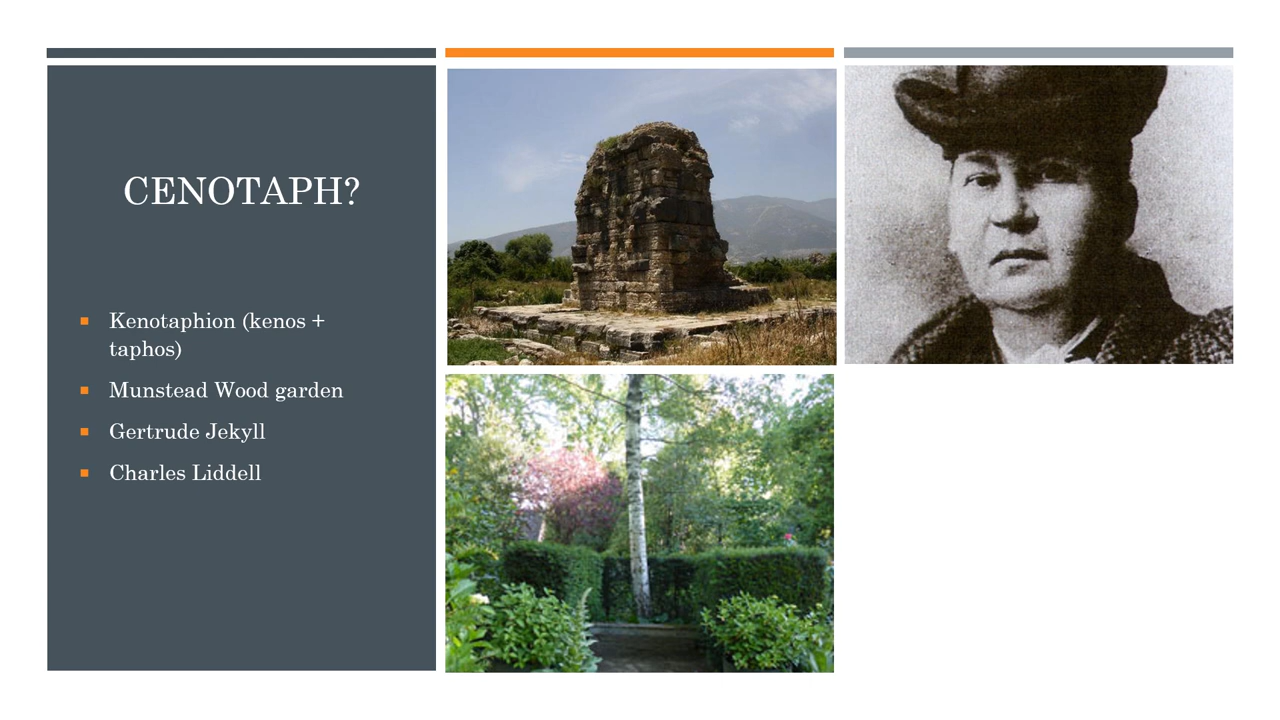 CENOTAPH?
Kenotaphion (kenos +
taphos)
Munstead Wood garden
Gertrude Jekyll
Charles Liddell